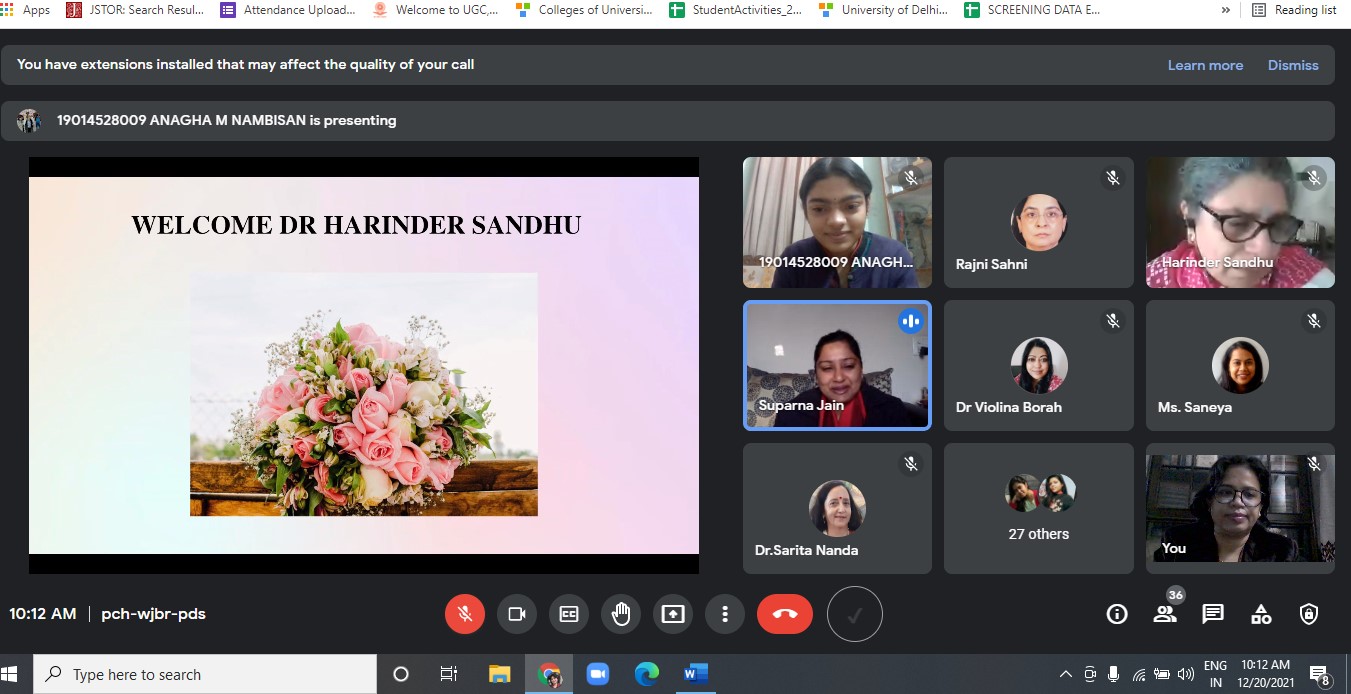 Apps
JSTOR: Search Resul...
Attendance Upload...
Welcome to UGC,...
Colleges of Universi...
StudentActivities_2...
University of Delhi...
SCREENING DATA E...
»
Reading list
You have extensions installed that may affect the quality of your call
Learn more
Dismiss
19014528009 ANAGHA M NAMBISAN is presenting
WELCOME DR HARINDER SANDHU
19014528009 ANAGH...
Rajni Sahni
Harinder Sandhu
Suparna Jain
Dr Violina Borah
Ms. Saneya
Dr.Sarita Nanda
27 others
You
10:12 AM | pch-wjbr-pds
36
Type here to search
ENG
IN
10:12 AM
12/20/2021
8